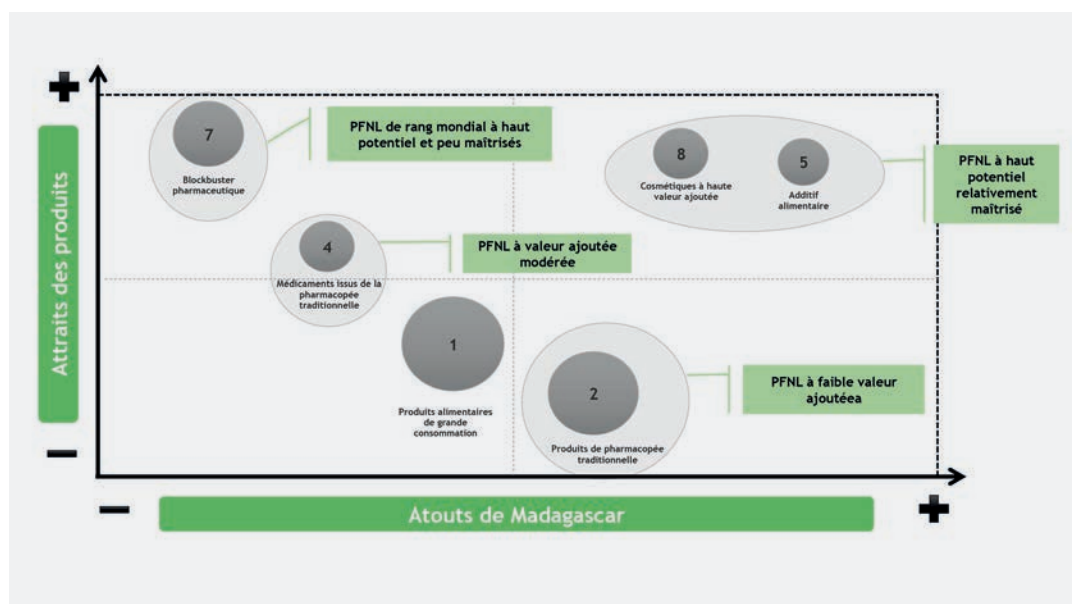 +
Attraits des produits
−
7
Blockbuster
pharmaceutique
PFNL de rang mondial à haut
potentiel et peu maîtrisés
8
Cosmétiques à haute
valeur ajoutée
5
Additif
alimentaire
PFNL à haut
potentiel
relativement
maîtrisé
4
Médicaments issus de la
pharmacopée
traditionnelle
PFNL à valeur ajoutée
modérée
1
Produits alimentaires
de grande
consommation
2
Produits de pharmacopée
traditionnelle
PFNL à faible valeur
ajoutéea
−
Atouts de Madagascar
+